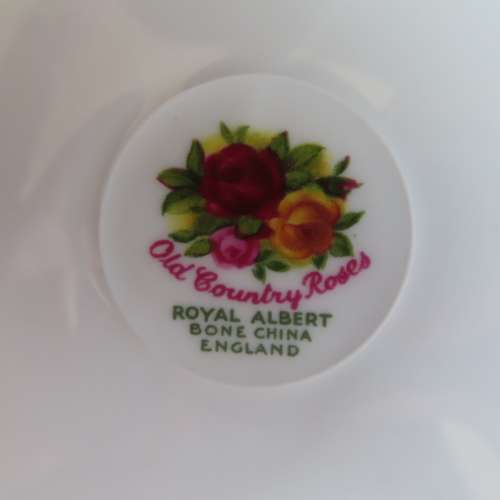 Old Country Roses
ROYAL ALBERT
BONE CHINA
ENGLAND